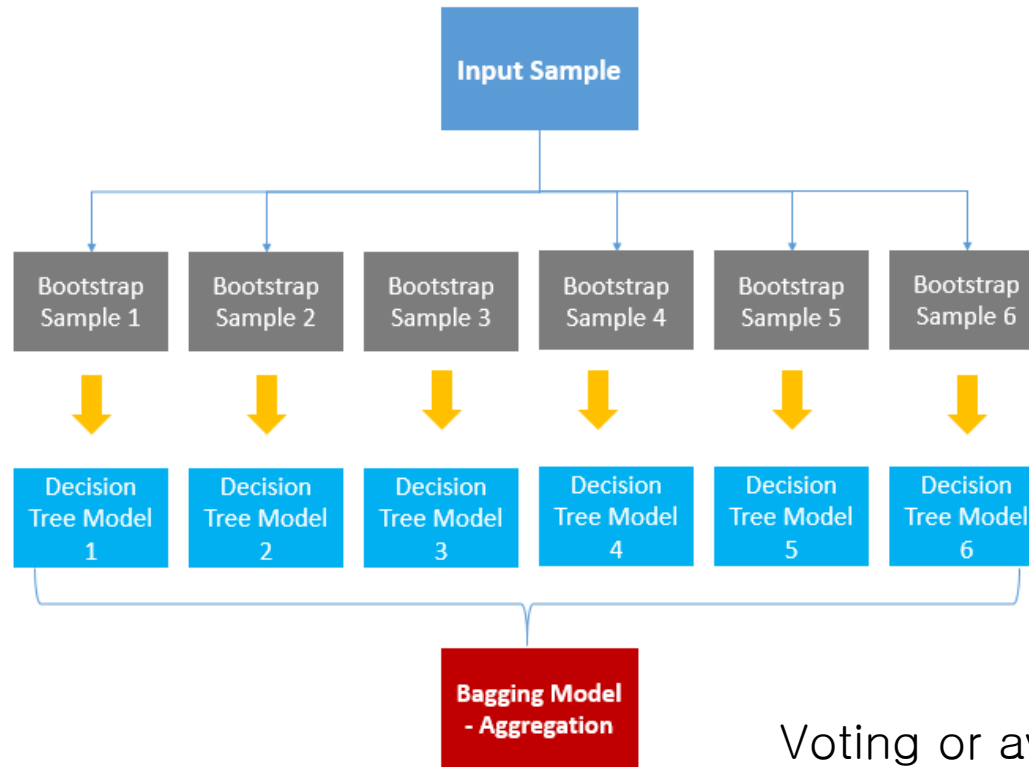 Input Sample
Bootstrap
Sample 1
Bootstrap
Sample 2
Bootstrap
Sample 3
Bootstrap
Sample 4
Bootstrap
Sample 5
Bootstrap
Sample 6
Decision
Tree Model
1
Decision
Tree Model
2
Decision
Tree Model
3
Decision
Tree Model
4
Decision
Tree Model
5
Decision
Tree Model
6
Bagging Model
- Aggregation
Voting or